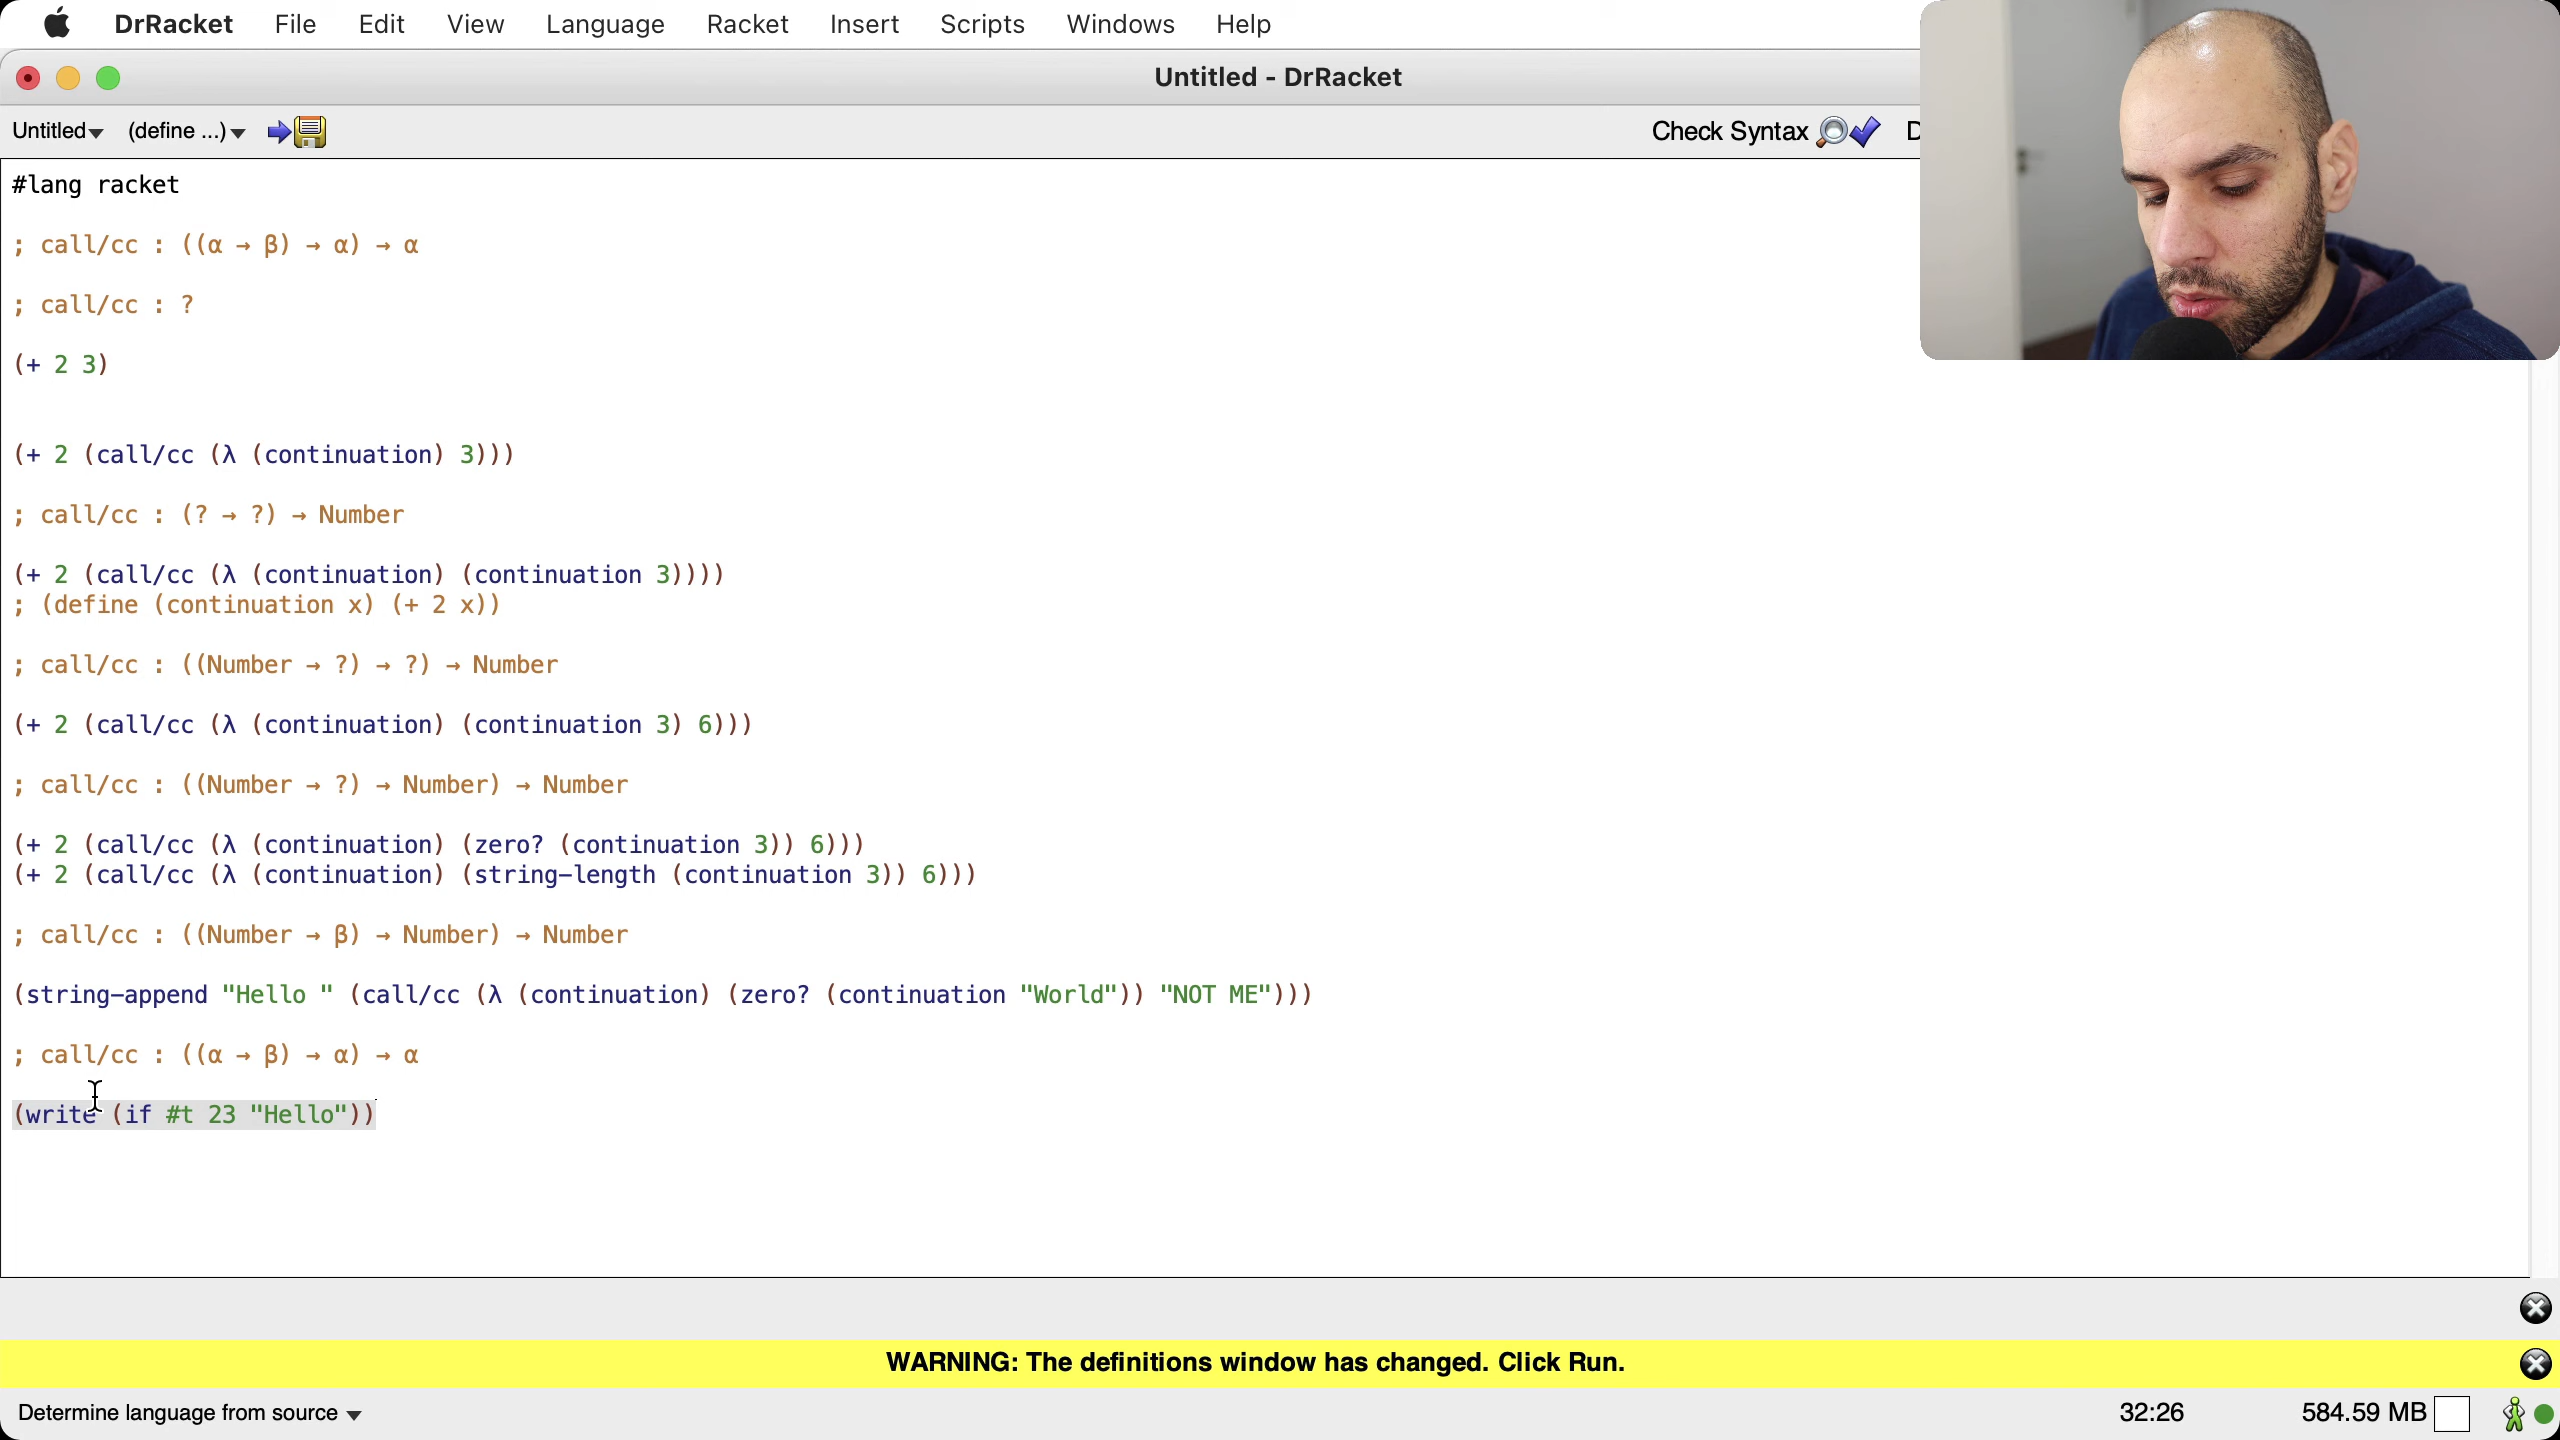 DrRacket File Edit View Language Racket Insert Scripts Windows Help
Untitled - DrRacket
Untitled (define ...) Check Syntax D
#lang racket
; call/cc : ((α → β) → α) → α
; call/cc : ?
(+ 2 3)
(+ 2 (call/cc (λ (continuation) 3)))
; call/cc : (? → ?) → Number
(+ 2 (call/cc (λ (continuation) (continuation 3))))
; (define (continuation x) (+ 2 x))
; call/cc : ((Number → ?) → ?) → Number
(+ 2 (call/cc (λ (continuation) (continuation 3) 6)))
; call/cc : ((Number → ?) → Number) → Number
(+ 2 (call/cc (λ (continuation) (zero? (continuation 3)) 6)))
(+ 2 (call/cc (λ (continuation) (string-length (continuation 3)) 6)))
; call/cc : ((Number → β) → Number) → Number
(string-append "Hello " (call/cc (λ (continuation) (zero? (continuation "World")) "NOT ME")))
; call/cc : ((α → β) → α) → α
(write (if #t 23 "Hello"))
WARNING: The definitions window has changed. Click Run.
Determine language from source 32:26 584.59 MB